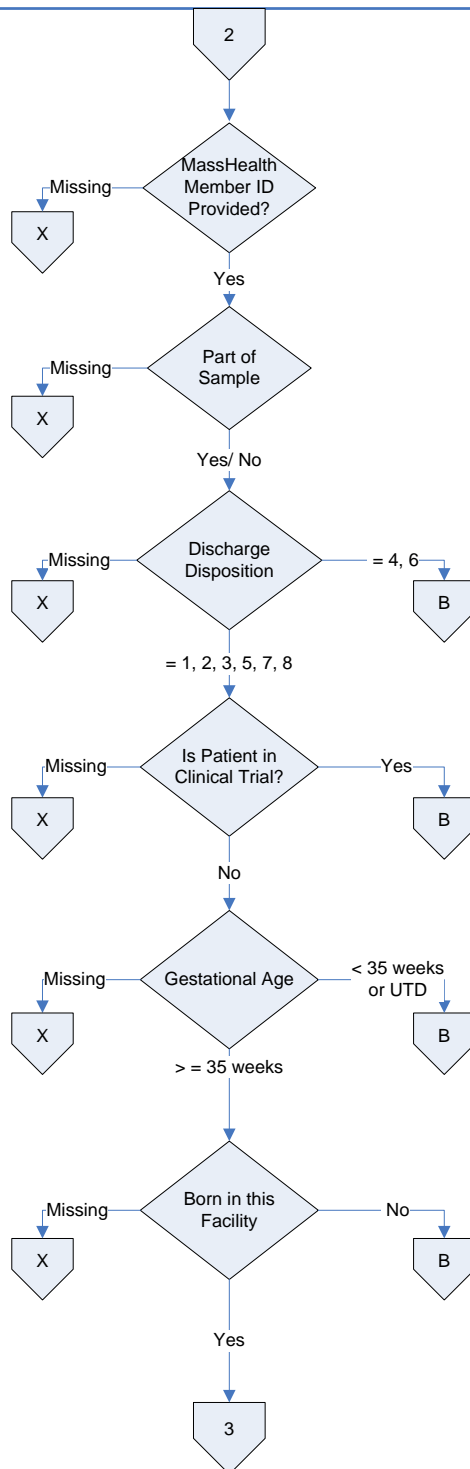 2
MassHealth
Member ID
Provided?
Missing
X
Yes
Part of
Sample
Missing
X
Yes/ No
Discharge
Disposition
Missing
= 4, 6
X
B
= 1, 2, 3, 5, 7, 8
Is Patient in
Clinical Trial?
Missing
Yes
X
B
No
Gestational Age
Missing
< 35 weeks
or UTD
X
B
> = 35 weeks
Born in this
Facility
Missing
No
X
B
Yes
3